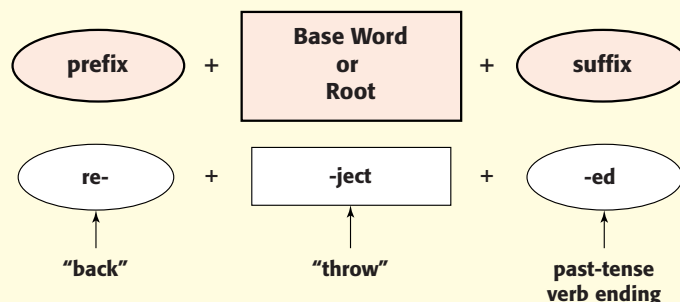 prefix + Base Word or Root + suffix
re- + -ject + -ed
“back” “throw” past-tense verb ending